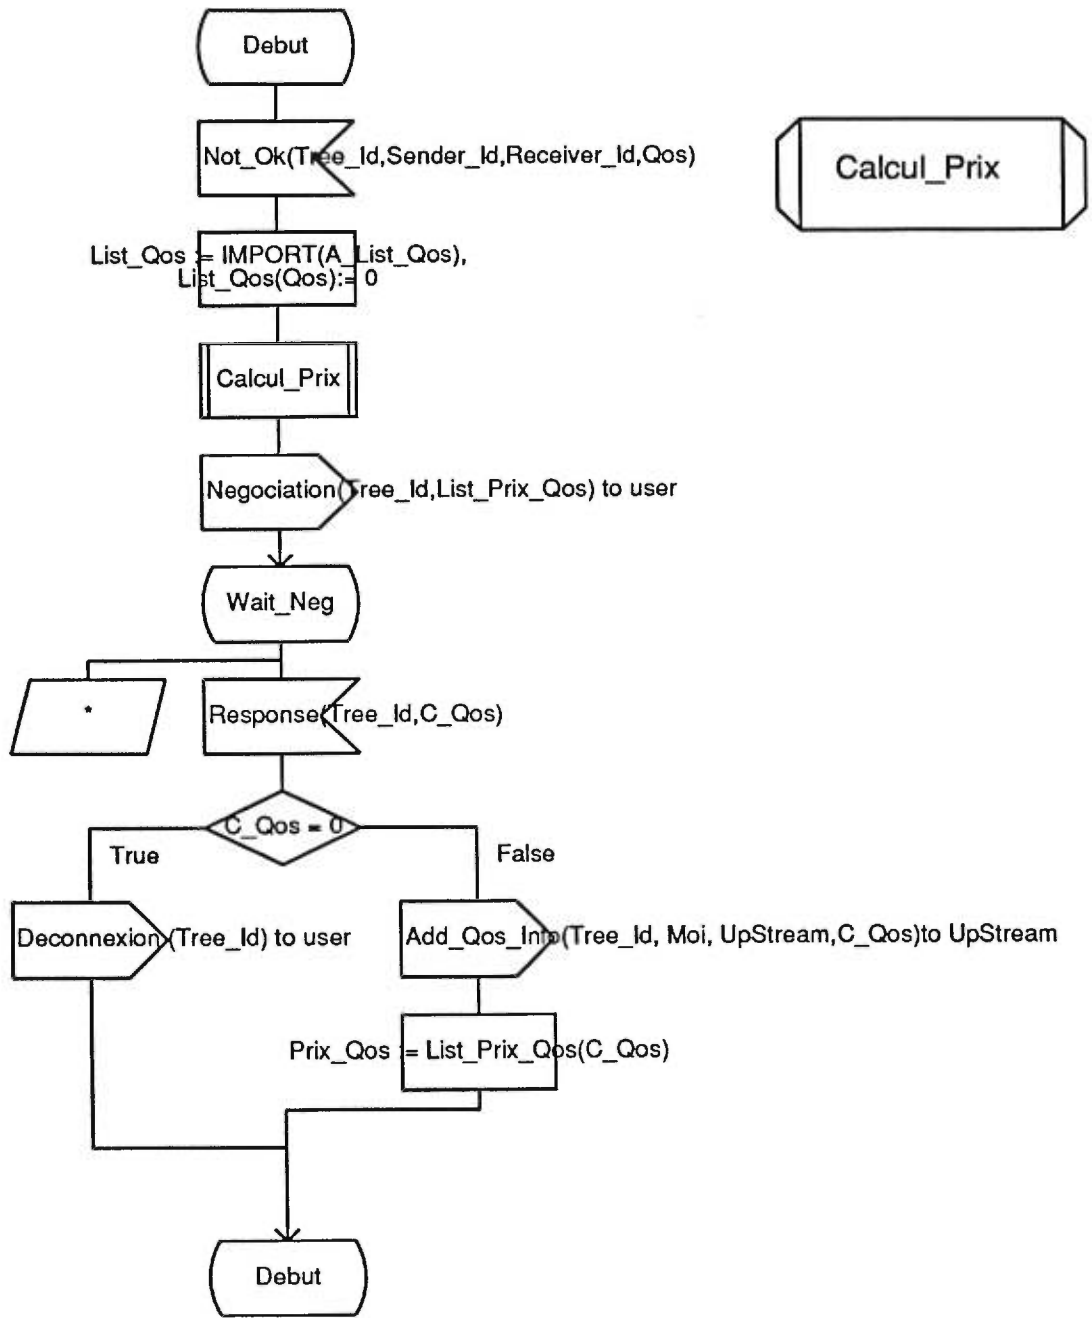 Debut
Not_Ok(Tree_Id,Sender_Id,Receiver_Id,Qos)
Calcul_Prix
List_Qos := IMPORT(A_List_Qos),
List_Qos(Qos):= 0
Calcul_Prix
Negociation(Tree_Id,List_Prix_Qos) to user
Wait_Neg
*
Response(Tree_Id,C_Qos)
C_Qos = 0
True
False
Deconnexion (Tree_Id) to user
Add_Qos_Info(Tree_Id, Moi, UpStream,C_Qos)to UpStream
Prix_Qos := List_Prix_Qos(C_Qos)
Debut